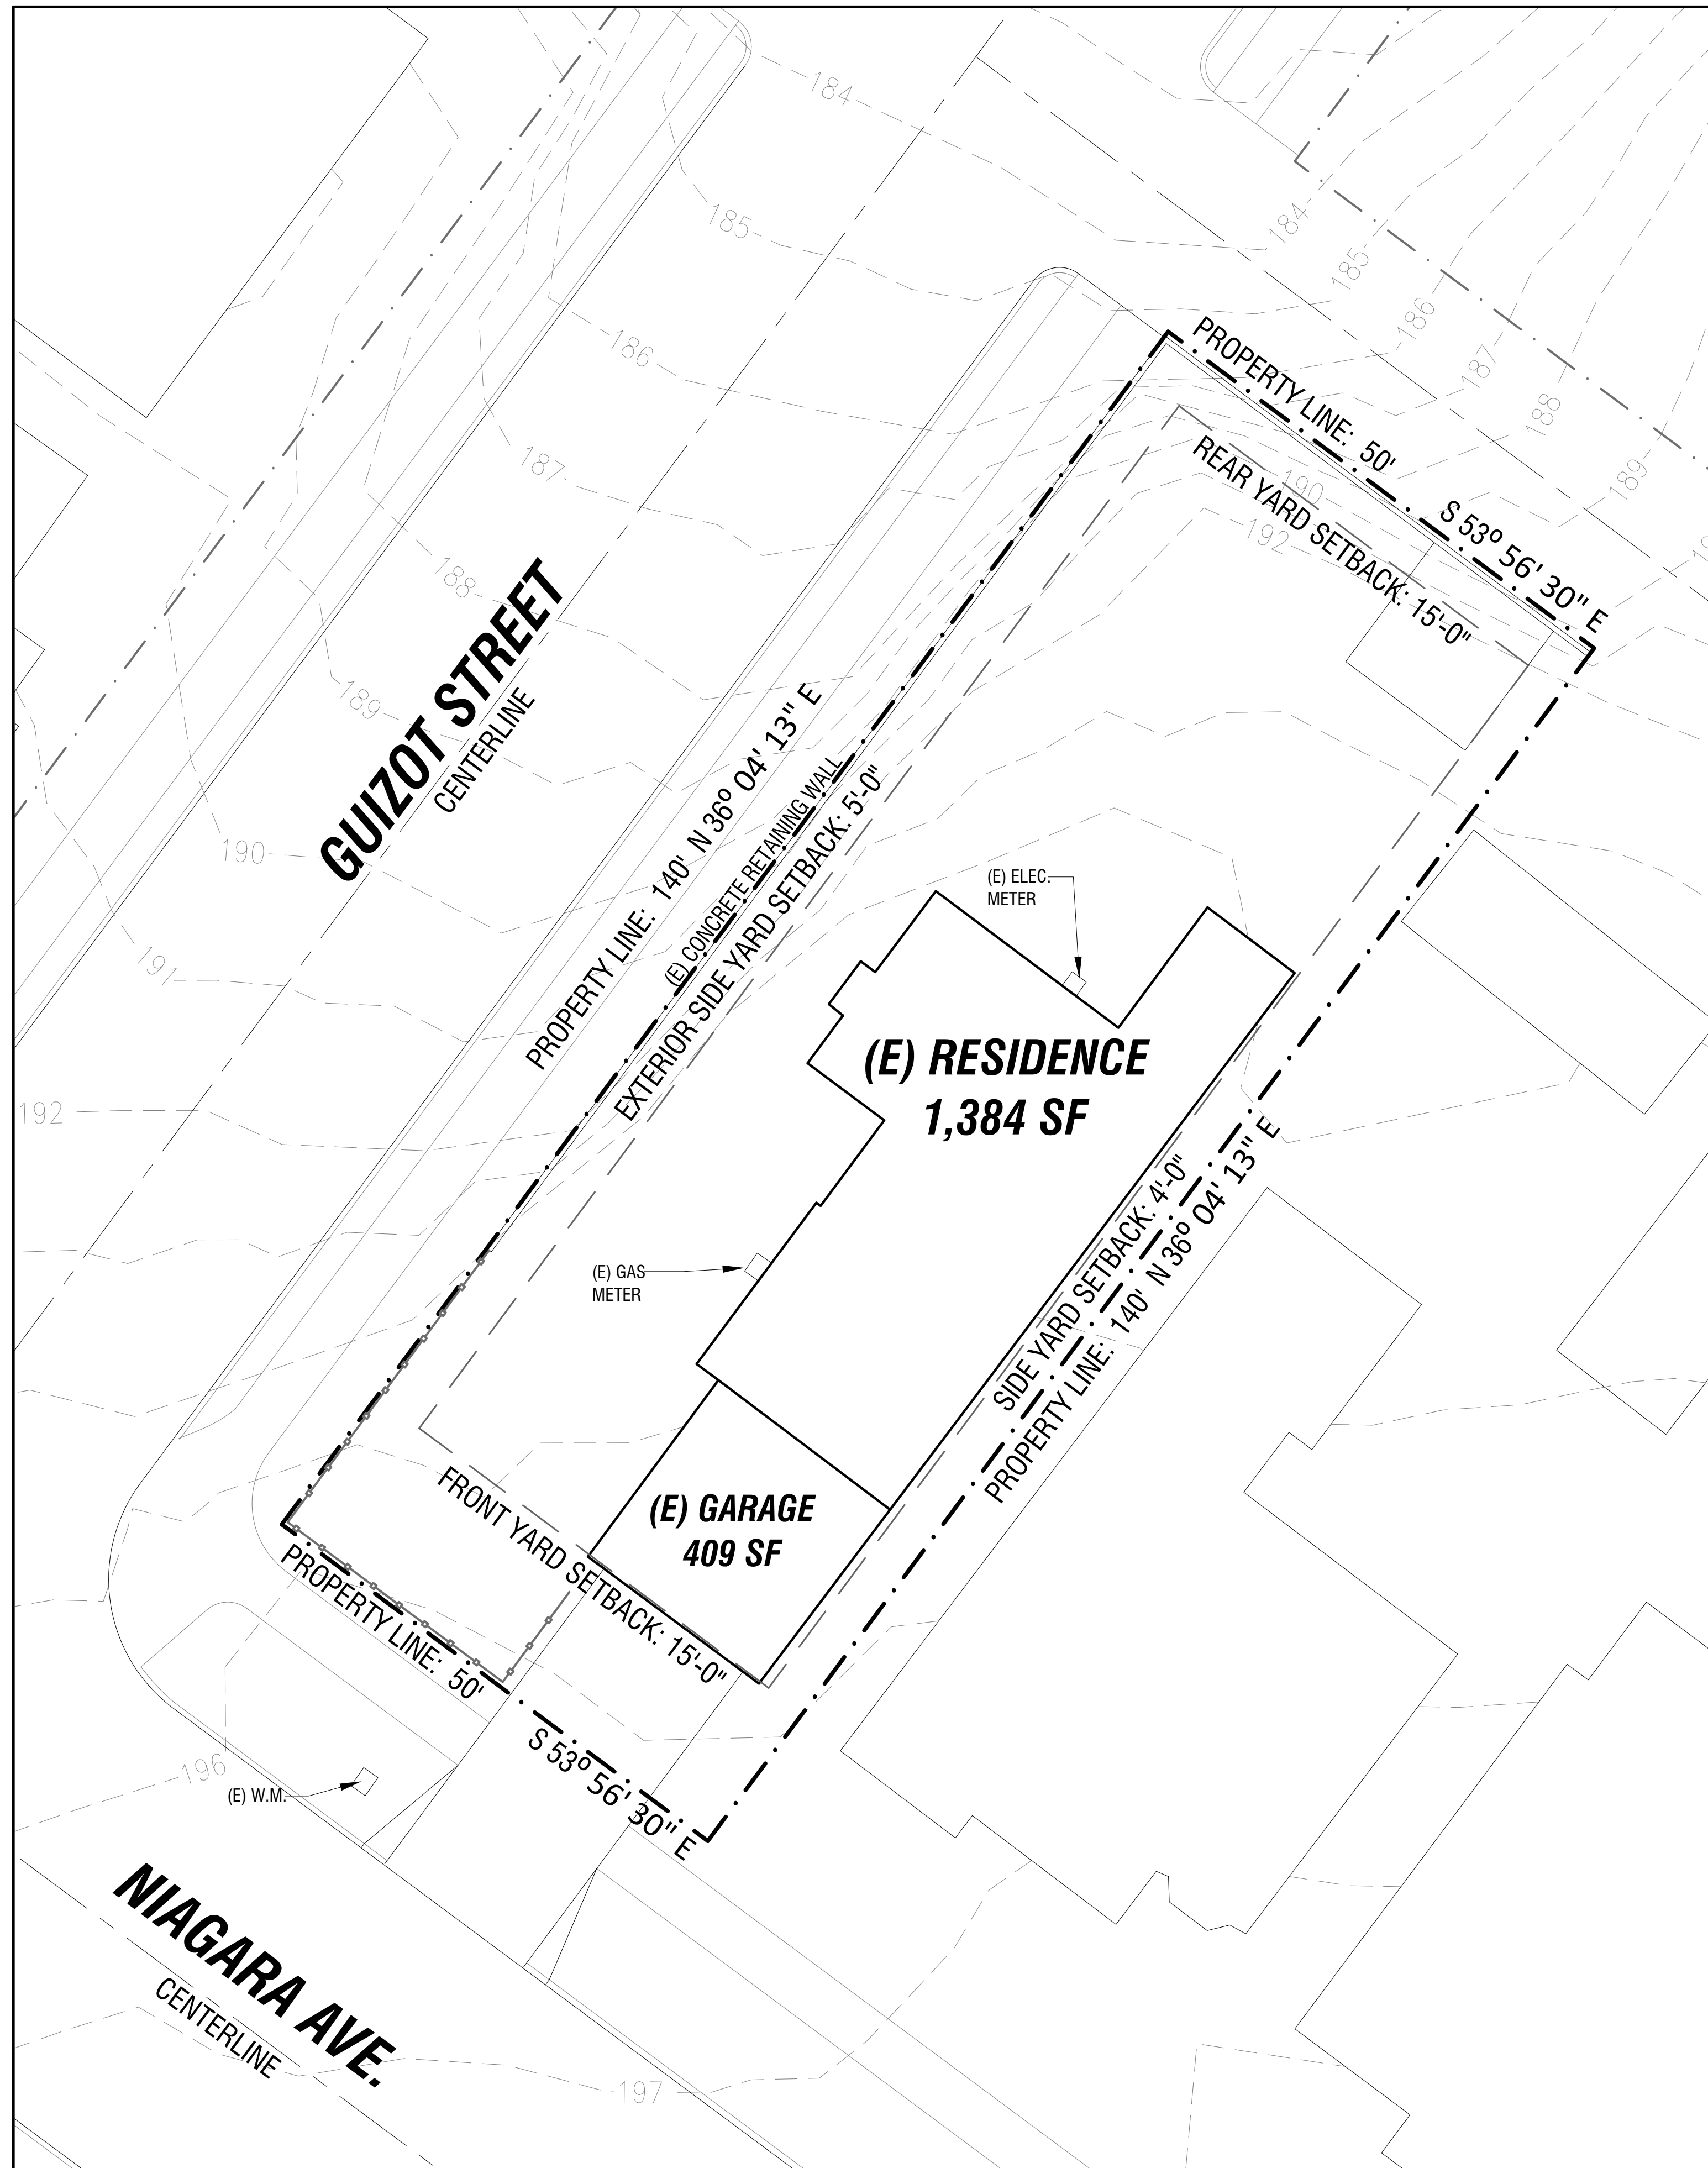 184
185
184
185
186
186
187
188
189
187
188
189
190
191
192
190
192
196
197
PROPERTY LINE: 50'
S 53º 56' 30" E
REAR YARD SETBACK: 15'-0"
GUIZOT STREET
CENTERLINE
PROPERTY LINE: 140' N 36º 04' 13" E
(E) CONCRETE RETAINING WALL
EXTERIOR SIDE YARD SETBACK: 5'-0"
(E) ELEC.
METER
(E) RESIDENCE
1,384 SF
SIDE YARD SETBACK: 4'-0"
PROPERTY LINE: 140' N 36º 04' 13" E
(E) GAS
METER
(E) GARAGE
409 SF
FRONT YARD SETBACK: 15'-0"
PROPERTY LINE: 50'
S 53º 56' 30" E
(E) W.M.
NIAGARA AVE.
CENTERLINE